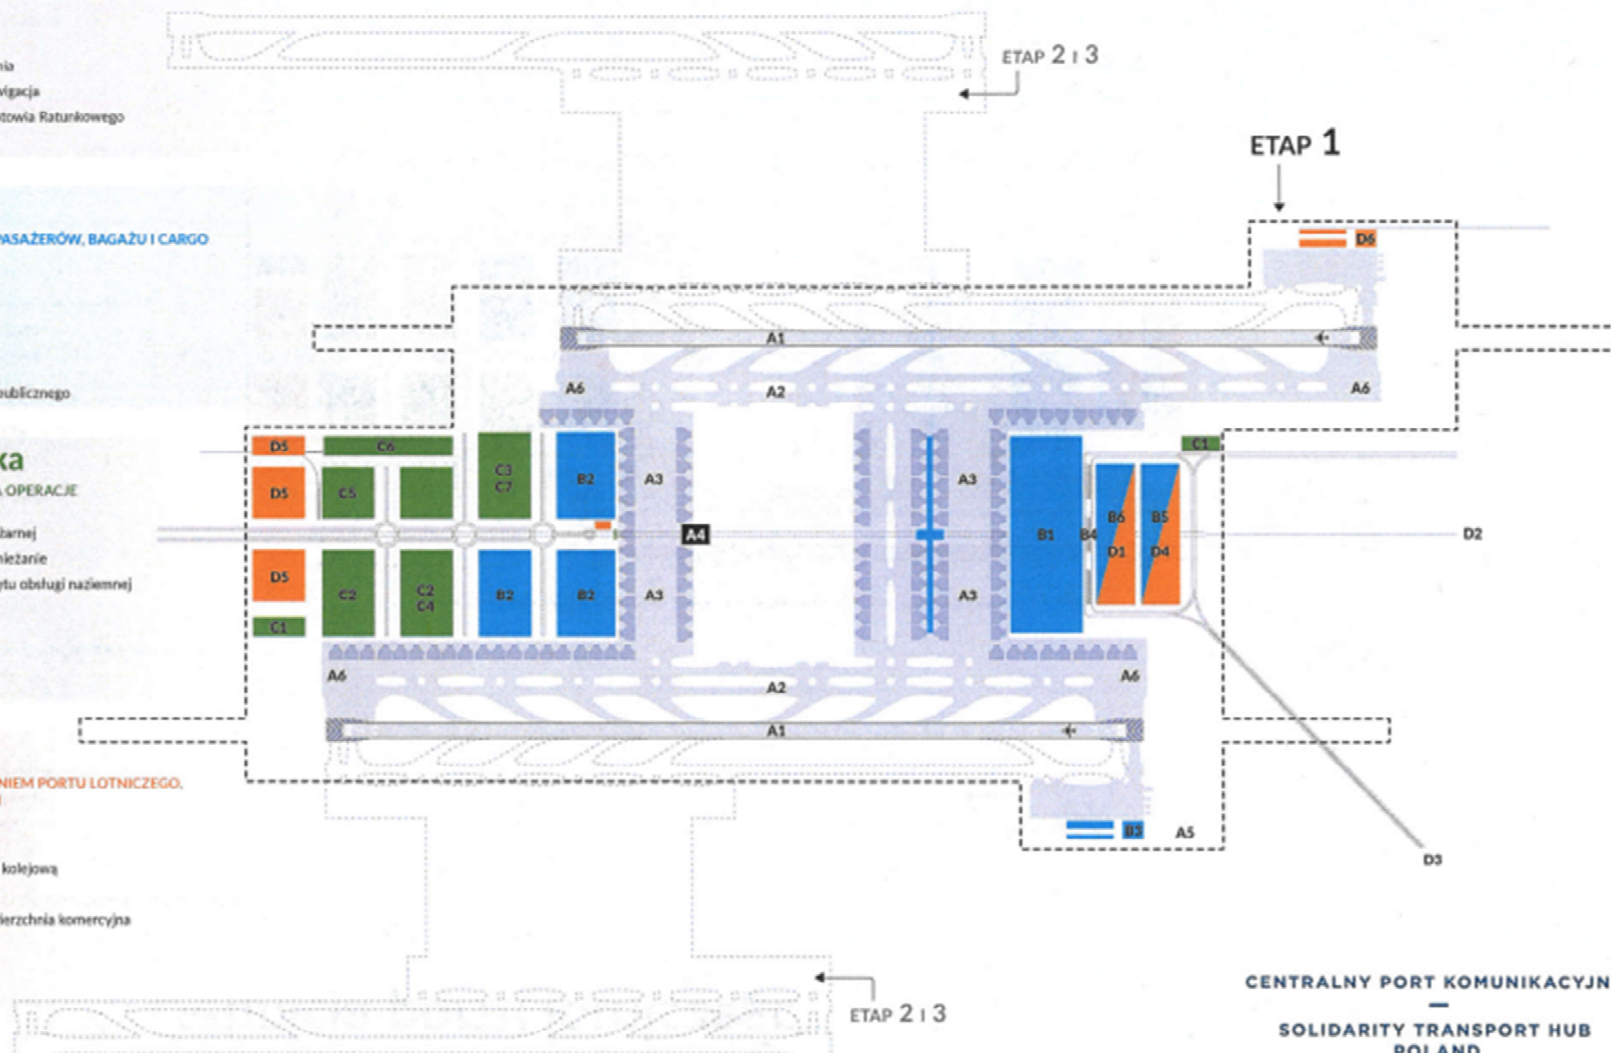 nia
wigacja
otowia Ratunkowego
PASAŻERÓW, BAGAŻU I CARGO
publicznego
ka
A OPERACJE
żarnej
nieżanie
ętu obsługi naziemnej
NIEM PORTU LOTNICZEGO,
kolejową
ierzchnia komercyjna
ETAP 2 I 3
ETAP 1
D6
A1
A6
A2
A6
D5
C6
C3
C7
B2
A3
A3
C1
D5
C5
B1
B4
B6
D1
B5
D4
A4
D2
D5
C2
C2
C4
B2
B2
A3
A3
C1
A6
A2
A6
A1
B3
A5
D3
ETAP 2 I 3
CENTRALNY PORT KOMUNIKACYJN
SOLIDARITY TRANSPORT HUB
POLAND